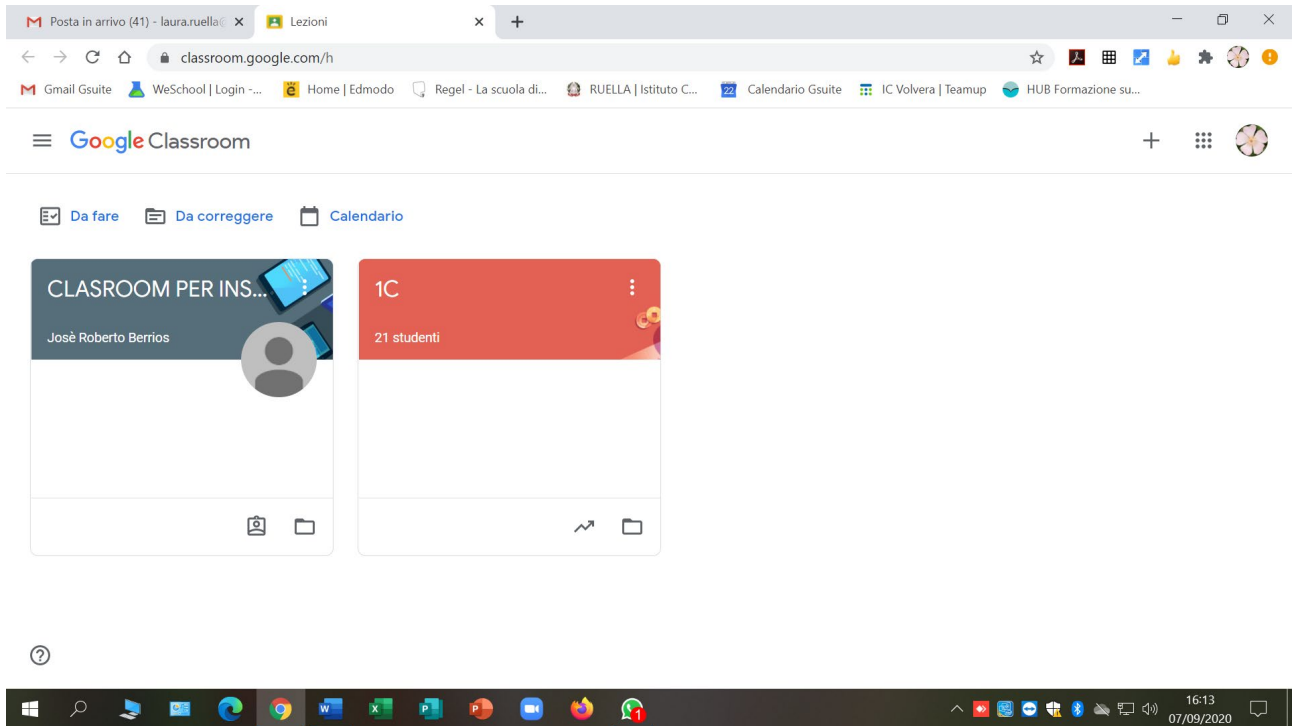 Posta in arrivo (41) - laura.ruella@
Lezioni
classroom.google.com/h
Gmail Gsuite
WeSchool | Login -...
Home | Edmodo
Regel - La scuola di...
RUELLA | Istituto C...
22
Calendario Gsuite
IC Volvera | Teamup
HUB Formazione su...
Google Classroom
Da fare
Da correggere
Calendario
CLASROOM PER INS...
Josè Roberto Berrios
1C
21 studenti
16:13
07/09/2020